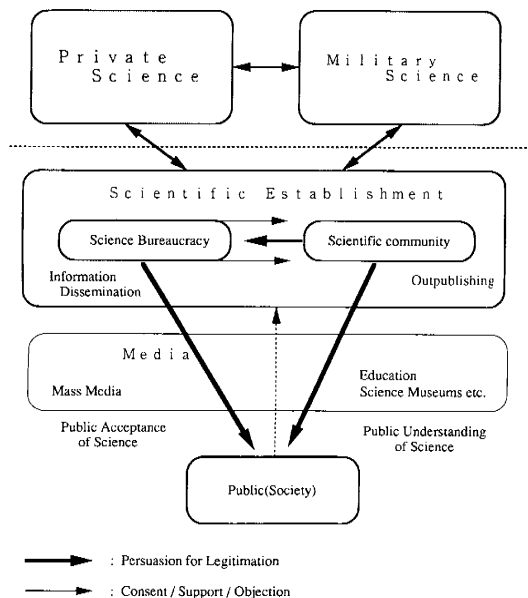 Private
Science
Military
Science
Scientific Establishment
Science Bureaucracy
Scientific community
Information
Dissemination
Outpublishing
Media
Mass Media
Education
Science Museums etc.
Public Acceptance
of Science
Public Understanding
of Science
Public(Society)
: Persuasion for Legitimation
: Consent / Support / Objection